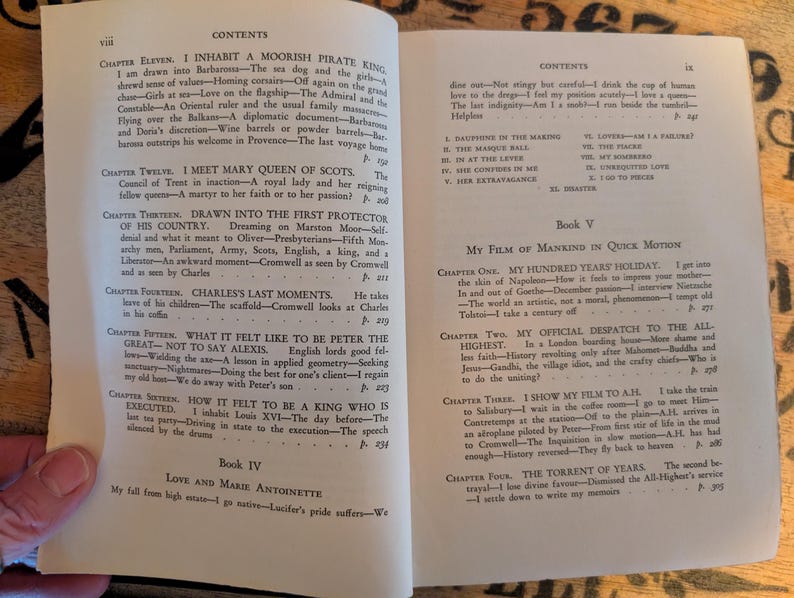 viii
CONTENTS
CHAPTER ELEVEN. I INHABIT A MOORISH PIRATE KING.
I am drawn into Barbarossa—The sea dog and the girls—A
shrewd sense of values—Homing corsairs—Off again on the grand
chase—Girls at sea—Love on the flagship—The Admiral and the
Constable—An Oriental ruler and the usual family massacres—
Flying over the Balkans—A diplomatic document—Barbarossa
and Doria's discretion—Wine barrels or powder barrels—Bar-
barossa outstrips his welcome in Provence—The last voyage home
p. 192
CHAPTER TWELVE. I MEET MARY QUEEN OF SCOTS. The
Council of Trent in inaction—A royal lady and her reigning
fellow queens—A martyr to her faith or to her passion? p. 208
CHAPTER THIRTEEN. DRAWN INTO THE FIRST PROTECTOR
OF HIS COUNTRY. Dreaming on Marston Moor—Self-
denial and what it meant to Oliver—Presbyterians—Fifth Mon-
archy men, Parliament, Army, Scots, English, a king, and a
Liberator—An awkward moment—Cromwell as seen by Cromwell
and as seen by Charles . . . . . . . . . p. 211
CHAPTER FOURTEEN. CHARLES'S LAST MOMENTS. He takes
leave of his children—The scaffold—Cromwell looks at Charles
in his coffin . . . . . . . . . . . p. 219
CHAPTER FIFTEEN. WHAT IT FELT LIKE TO BE PETER THE
GREAT—NOT TO SAY ALEXIS. English lords good fel-
lows—Wielding the axe—A lesson in applied geometry—Seeking
sanctuary—Nightmares—Doing the best for one's client—I regain
my old host—We do away with Peter's son . . . . p. 223
CHAPTER SIXTEEN. HOW IT FELT TO BE A KING WHO IS
EXECUTED. I inhabit Louis XVI—The day before—The
last tea party—Driving in state to the execution—The speech
silenced by the drums . . . . . . . . . p. 234
BOOK IV
LOVE AND MARIE ANTOINETTE
My fall from high estate—I go native—Lucifer's pride suffers—We
CONTENTS
ix
dine out—Not stingy but careful—I drink the cup of human
love to the dregs—I feel my position acutely—I love a queen—
The last indignity—Am I a snob?—I run beside the tumbril—
Helpless . . . . . . . . . . . p. 241
I. DAUPHINE IN THE MAKING
II. THE MASQUE BALL
III. IN AT THE LEVEE
IV. SHE CONFIDES IN ME
V. HER EXTRAVAGANCE
VI. LOVERS—AM I A FAILURE?
VII. THE FIACRE
VIII. MY SOMBRERO
IX. UNREQUITED LOVE
X. I GO TO PIECES
XI. DISASTER
BOOK V
MY FILM OF MANKIND IN QUICK MOTION
CHAPTER ONE. MY HUNDRED YEARS' HOLIDAY. I get into
the skin of Napoleon—How it feels to impress your mother—
In and out of Goethe—December passion—I interview Nietzsche
—The world an artistic, not a moral, phenomenon—I tempt old
Tolstoi—I take a century off . . . . . . . p. 271
CHAPTER TWO. MY OFFICIAL DESPATCH TO THE ALL-
HIGHEST. In a London boarding house—More shame and
less faith—History revolting only after Mahomet—Buddha and
Jesus—Gandhi, the village idiot, and the crafty chiefs—Who is
to do the uniting? . . . . . . . . . p. 278
CHAPTER THREE. I SHOW MY FILM TO A.H. I take the train
to Salisbury—I wait in the coffee room—I go to meet Him—
Contretemps at the station—Off to the plain—A.H. arrives in
an aëroplane piloted by Peter—From first stir of life in the mud
to Cromwell—The Inquisition in slow motion—A.H. has had
enough—History reversed—They fly back to heaven . p. 286
CHAPTER FOUR. THE TORRENT OF YEARS. The second be-
trayal—I lose divine favour—Dismissed the All-Highest's service
—I settle down to write my memoirs . . . . . p. 305